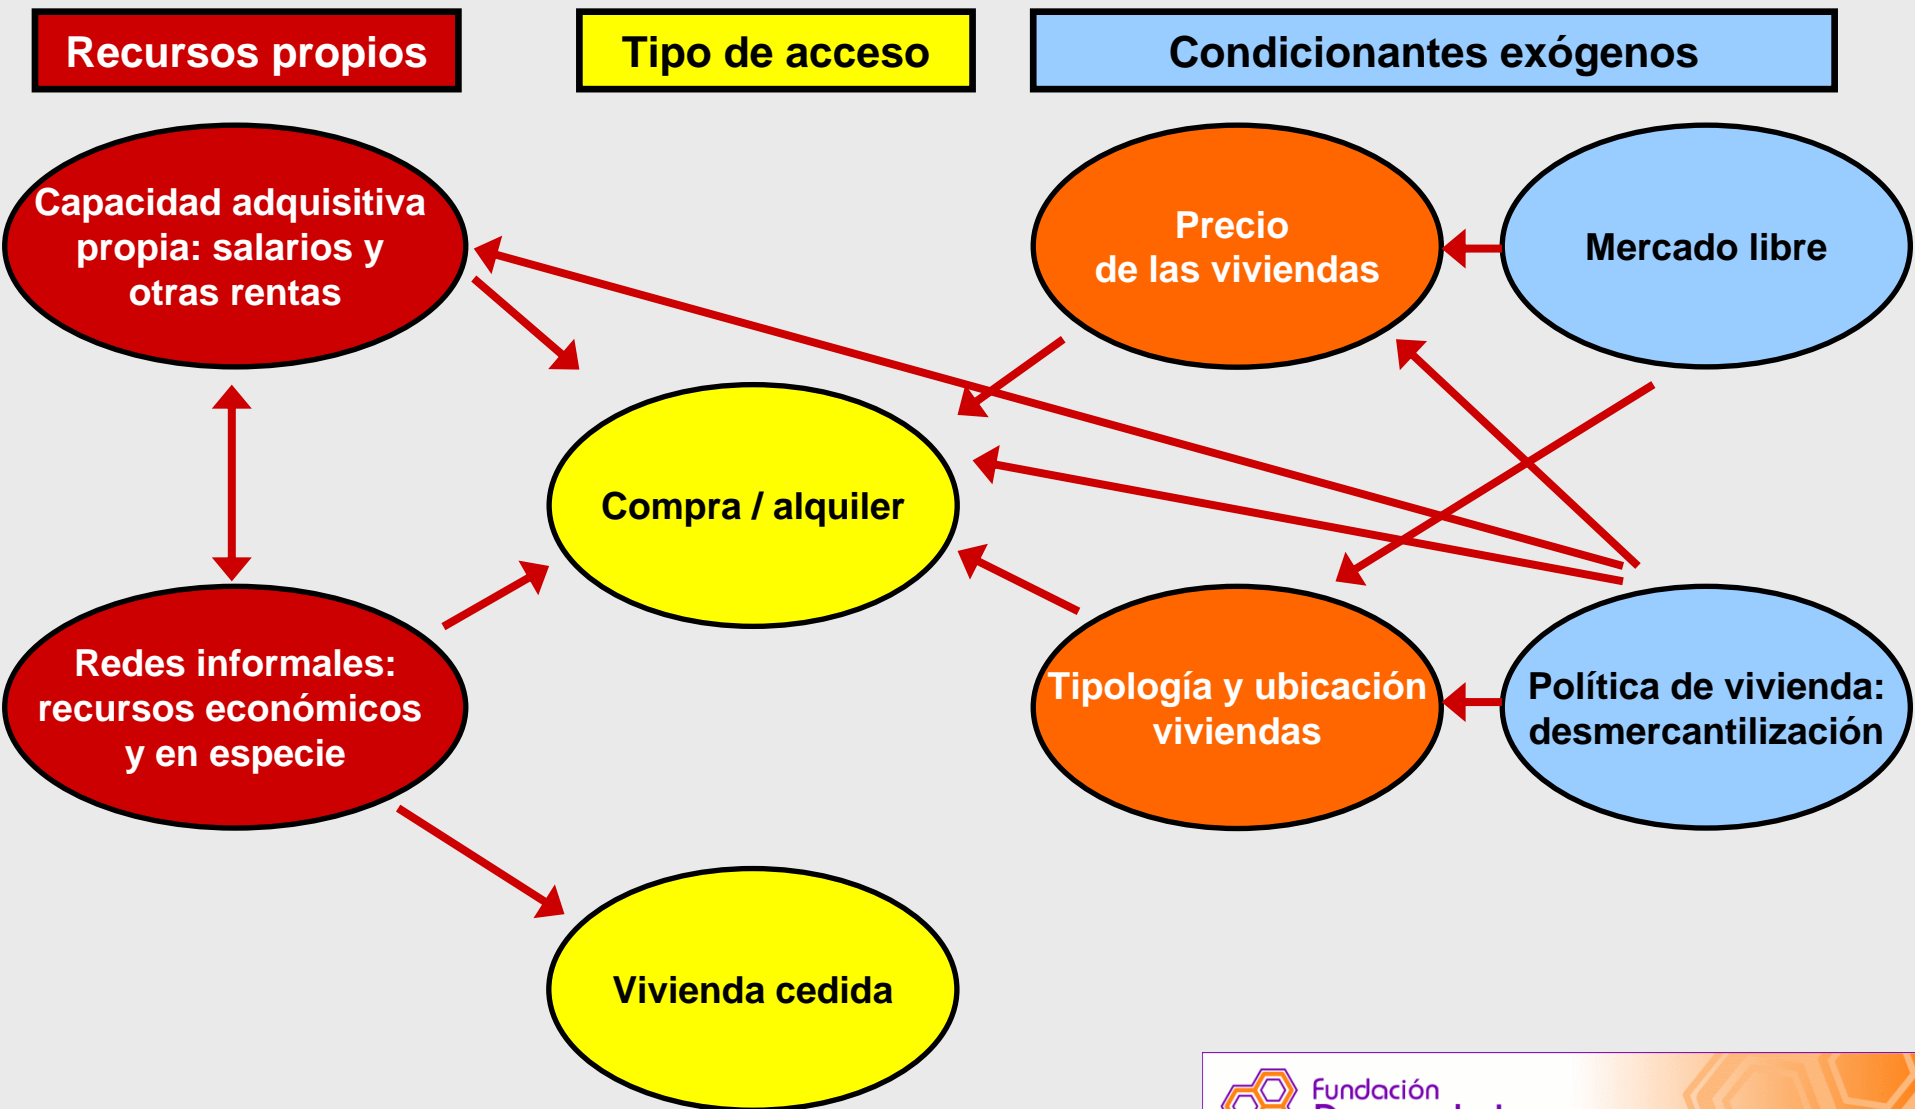 Recursos propios
Tipo de acceso
Condicionantes exógenos
Capacidad adquisitiva
propia: salarios y
otras rentas
Precio
de las viviendas
Mercado libre
Compra / alquiler
Redes informales:
recursos económicos
y en especie
Tipología y ubicación
viviendas
Política de vivienda:
desmercantilización
Vivienda cedida
Fundación